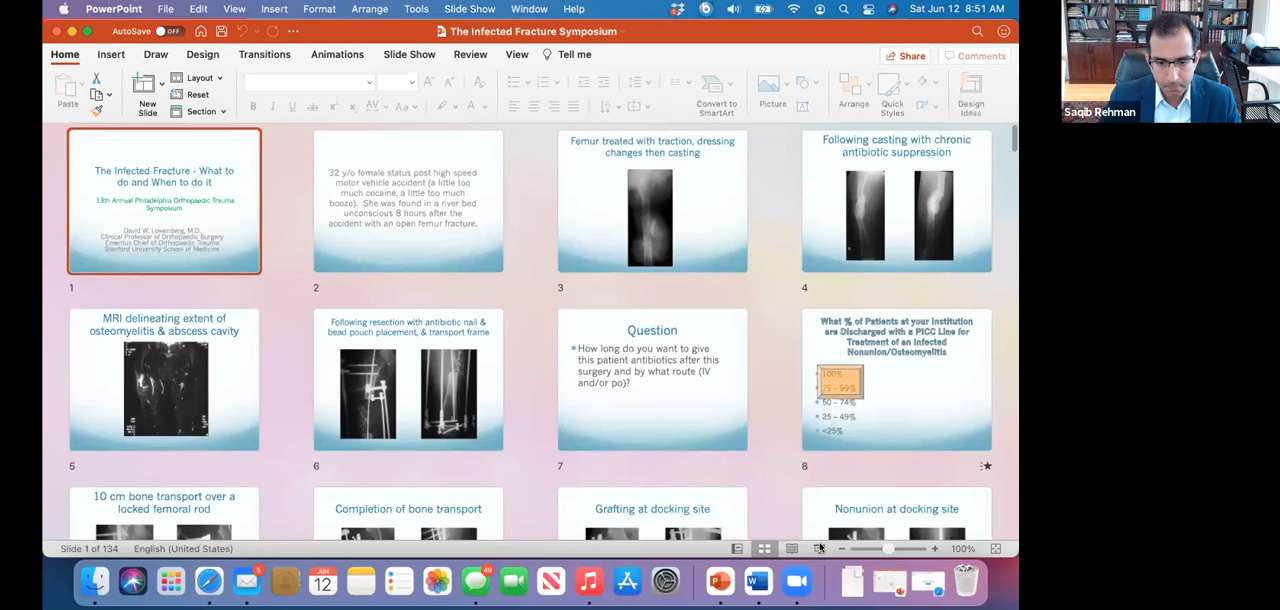 PowerPoint File Edit View Insert Format Arrange Tools Slide Show Window Help Sat Jun 12 8:51 AM
AutoSave OFF The Infected Fracture Symposium
Home Insert Draw Design Transitions Animations Slide Show Review View Tell me Share Comments
Paste
New Slide
Layout
Reset
Section
Convert to SmartArt
Picture
Arrange
Quick Styles
Design Ideas
The Infected Fracture - What to
do and When to do it
13th Annual Philadelphia Orthopaedic Trauma
Symposium
David W. Lowenberg, M.D.
Clinical Professor of Orthopaedic Surgery
Emeritus Chief of Orthopaedic Trauma
Stanford University School of Medicine
1
32 y/o female status post high speed
motor vehicle accident (a little too
much cocaine, a little too much
booze). She was found in a river bed
unconscious 8 hours after the
accident with an open femur fracture.
2
Femur treated with traction, dressing
changes then casting
3
Following casting with chronic
antibiotic suppression
4
MRI delineating extent of
osteomyelitis & abscess cavity
5
Following resection with antibiotic nail &
bead pouch placement, & transport frame
6
Question
How long do you want to give
this patient antibiotics after this
surgery and by what route (IV
and/or po)?
7
What % of Patients at your Institution
are Discharged with a PICC Line for
Treatment of an Infected
Nonunion/Osteomyelitis
100%
75 – 99%
50 – 74%
25 – 49%
<25%
8
10 cm bone transport over a
locked femoral rod
Completion of bone transport
Grafting at docking site
Nonunion at docking site
Slide 1 of 134 English (United States) 100%
5
JUN
12
49
Saqib Rehman